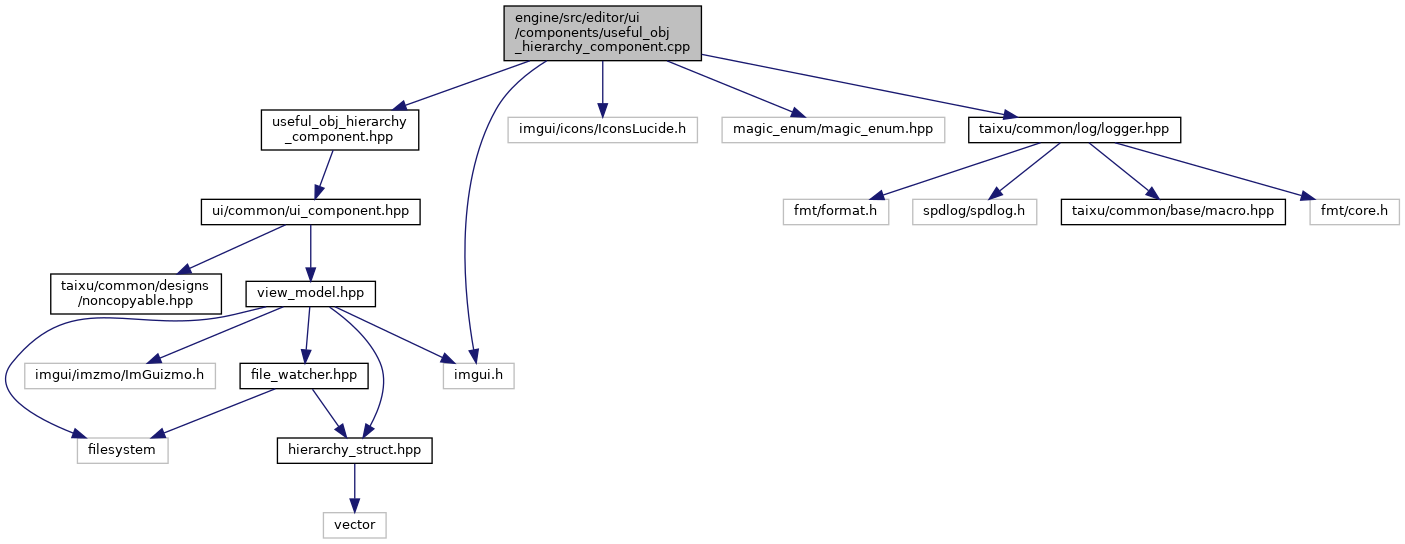 engine/src/editor/ui
/components/useful_obj
_hierarchy_component.cpp
useful_obj_hierarchy
_component.hpp
imgui/icons/IconsLucide.h
magic_enum/magic_enum.hpp
taixu/common/log/logger.hpp
ui/common/ui_component.hpp
fmt/format.h
spdlog/spdlog.h
taixu/common/base/macro.hpp
fmt/core.h
taixu/common/designs
/noncopyable.hpp
view_model.hpp
imgui/imzmo/ImGuizmo.h
file_watcher.hpp
imgui.h
filesystem
hierarchy_struct.hpp
vector